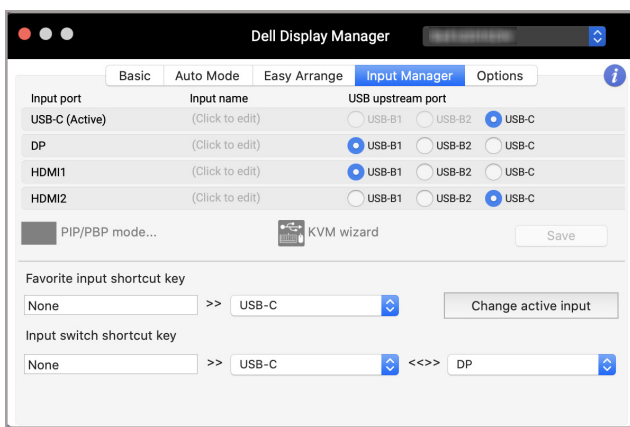 Dell Display Manager
Basic Auto Mode Easy Arrange Input Manager Options i
Input port Input name USB upstream port
USB-C (Active) (Click to edit) USB-B1 USB-B2 USB-C
DP (Click to edit) USB-B1 USB-B2 USB-C
HDMI1 (Click to edit) USB-B1 USB-B2 USB-C
HDMI2 (Click to edit) USB-B1 USB-B2 USB-C
PIP/PBP mode... KVM wizard Save
Favorite input shortcut key
None >> USB-C Change active input
Input switch shortcut key
None >> USB-C <<>> DP